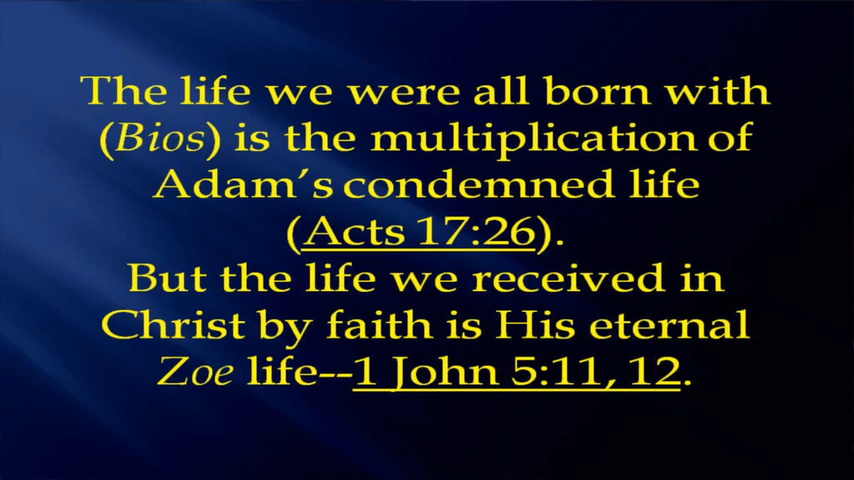 The life we were all born with
(Bios) is the multiplication of
Adam's condemned life
(Acts 17:26).
But the life we received in
Christ by faith is His eternal
Zoe life--1 John 5:11, 12.